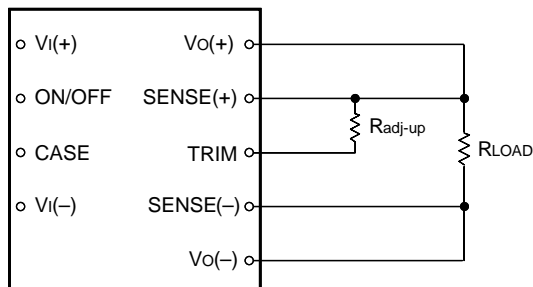 VI(+) VO(+)
ON/OFF SENSE(+)
Radj-up
CASE TRIM
RLOAD
VI(–) SENSE(–)
VO(–)